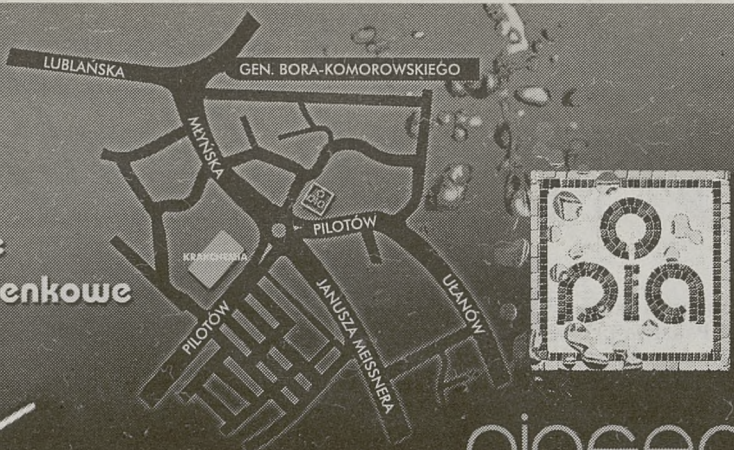 LUBLAŃSKA
GEN. BORA-KOMOROWSKIEGO
MŁYŃSKA
PILOTÓW
KRAKCHEMIA
enkowe
UŁANÓW
PILOTÓW
JANUSZA MEISSNERA